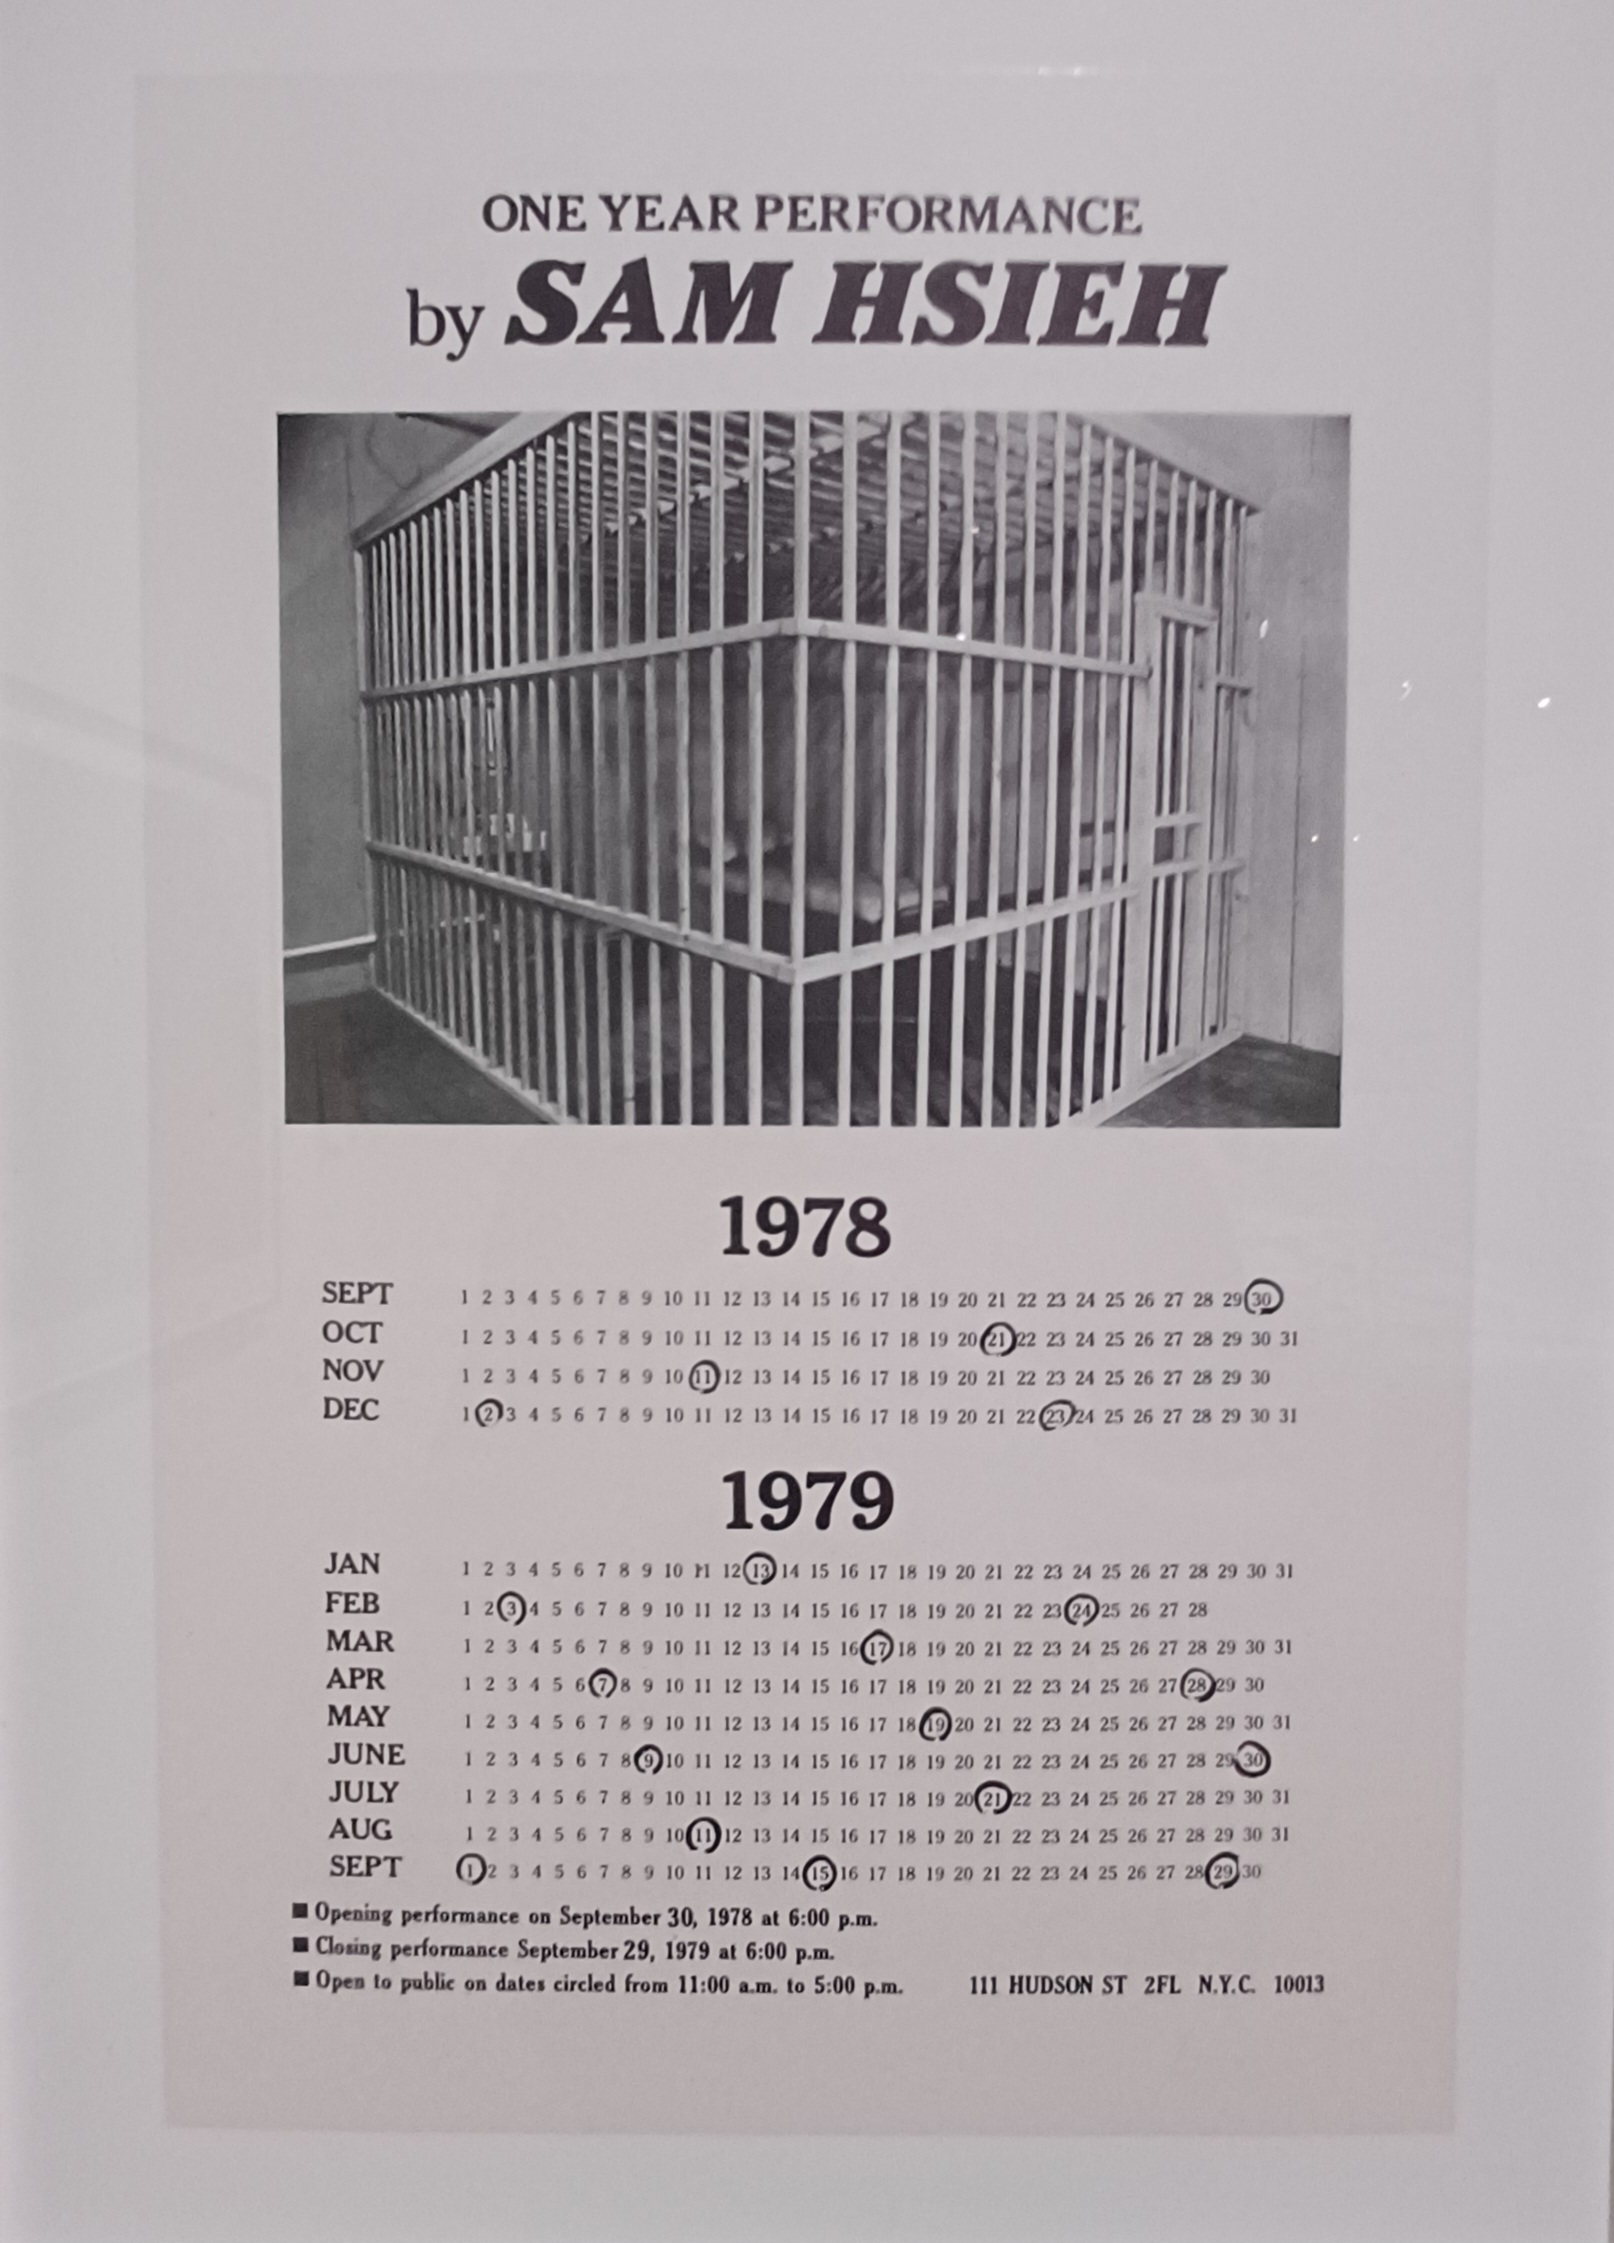 ONE YEAR PERFORMANCE
by SAM HSIEH
1978
SEPT 1 2 3 4 5 6 7 8 9 10 11 12 13 14 15 16 17 18 19 20 21 22 23 24 25 26 27 28 29 30
OCT 1 2 3 4 5 6 7 8 9 10 11 12 13 14 15 16 17 18 19 20 21 22 23 24 25 26 27 28 29 30 31
NOV 1 2 3 4 5 6 7 8 9 10 11 12 13 14 15 16 17 18 19 20 21 22 23 24 25 26 27 28 29 30
DEC 1 2 3 4 5 6 7 8 9 10 11 12 13 14 15 16 17 18 19 20 21 22 23 24 25 26 27 28 29 30 31
1979
JAN 1 2 3 4 5 6 7 8 9 10 11 12 13 14 15 16 17 18 19 20 21 22 23 24 25 26 27 28 29 30 31
FEB 1 2 3 4 5 6 7 8 9 10 11 12 13 14 15 16 17 18 19 20 21 22 23 24 25 26 27 28
MAR 1 2 3 4 5 6 7 8 9 10 11 12 13 14 15 16 17 18 19 20 21 22 23 24 25 26 27 28 29 30 31
APR 1 2 3 4 5 6 7 8 9 10 11 12 13 14 15 16 17 18 19 20 21 22 23 24 25 26 27 28 29 30
MAY 1 2 3 4 5 6 7 8 9 10 11 12 13 14 15 16 17 18 19 20 21 22 23 24 25 26 27 28 29 30 31
JUNE 1 2 3 4 5 6 7 8 9 10 11 12 13 14 15 16 17 18 19 20 21 22 23 24 25 26 27 28 29 30
JULY 1 2 3 4 5 6 7 8 9 10 11 12 13 14 15 16 17 18 19 20 21 22 23 24 25 26 27 28 29 30 31
AUG 1 2 3 4 5 6 7 8 9 10 11 12 13 14 15 16 17 18 19 20 21 22 23 24 25 26 27 28 29 30 31
SEPT 1 2 3 4 5 6 7 8 9 10 11 12 13 14 15 16 17 18 19 20 21 22 23 24 25 26 27 28 29 30
■ Opening performance on September 30, 1978 at 6:00 p.m.
■ Closing performance September 29, 1979 at 6:00 p.m.
■ Open to public on dates circled from 11:00 a.m. to 5:00 p.m. 111 HUDSON ST 2FL N.Y.C. 10013